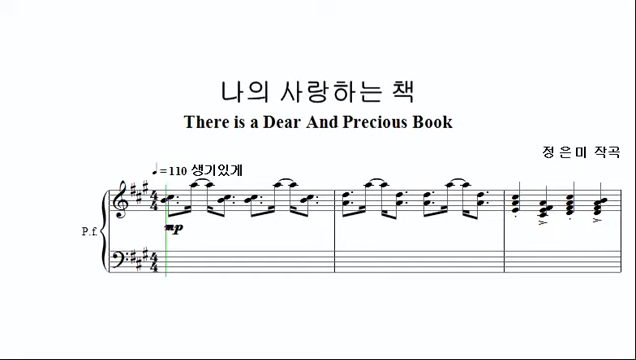 나의 사랑하는 책
There is a Dear And Precious Book
정 은 미 작곡
♩=110 생기있게
P.f.
mp